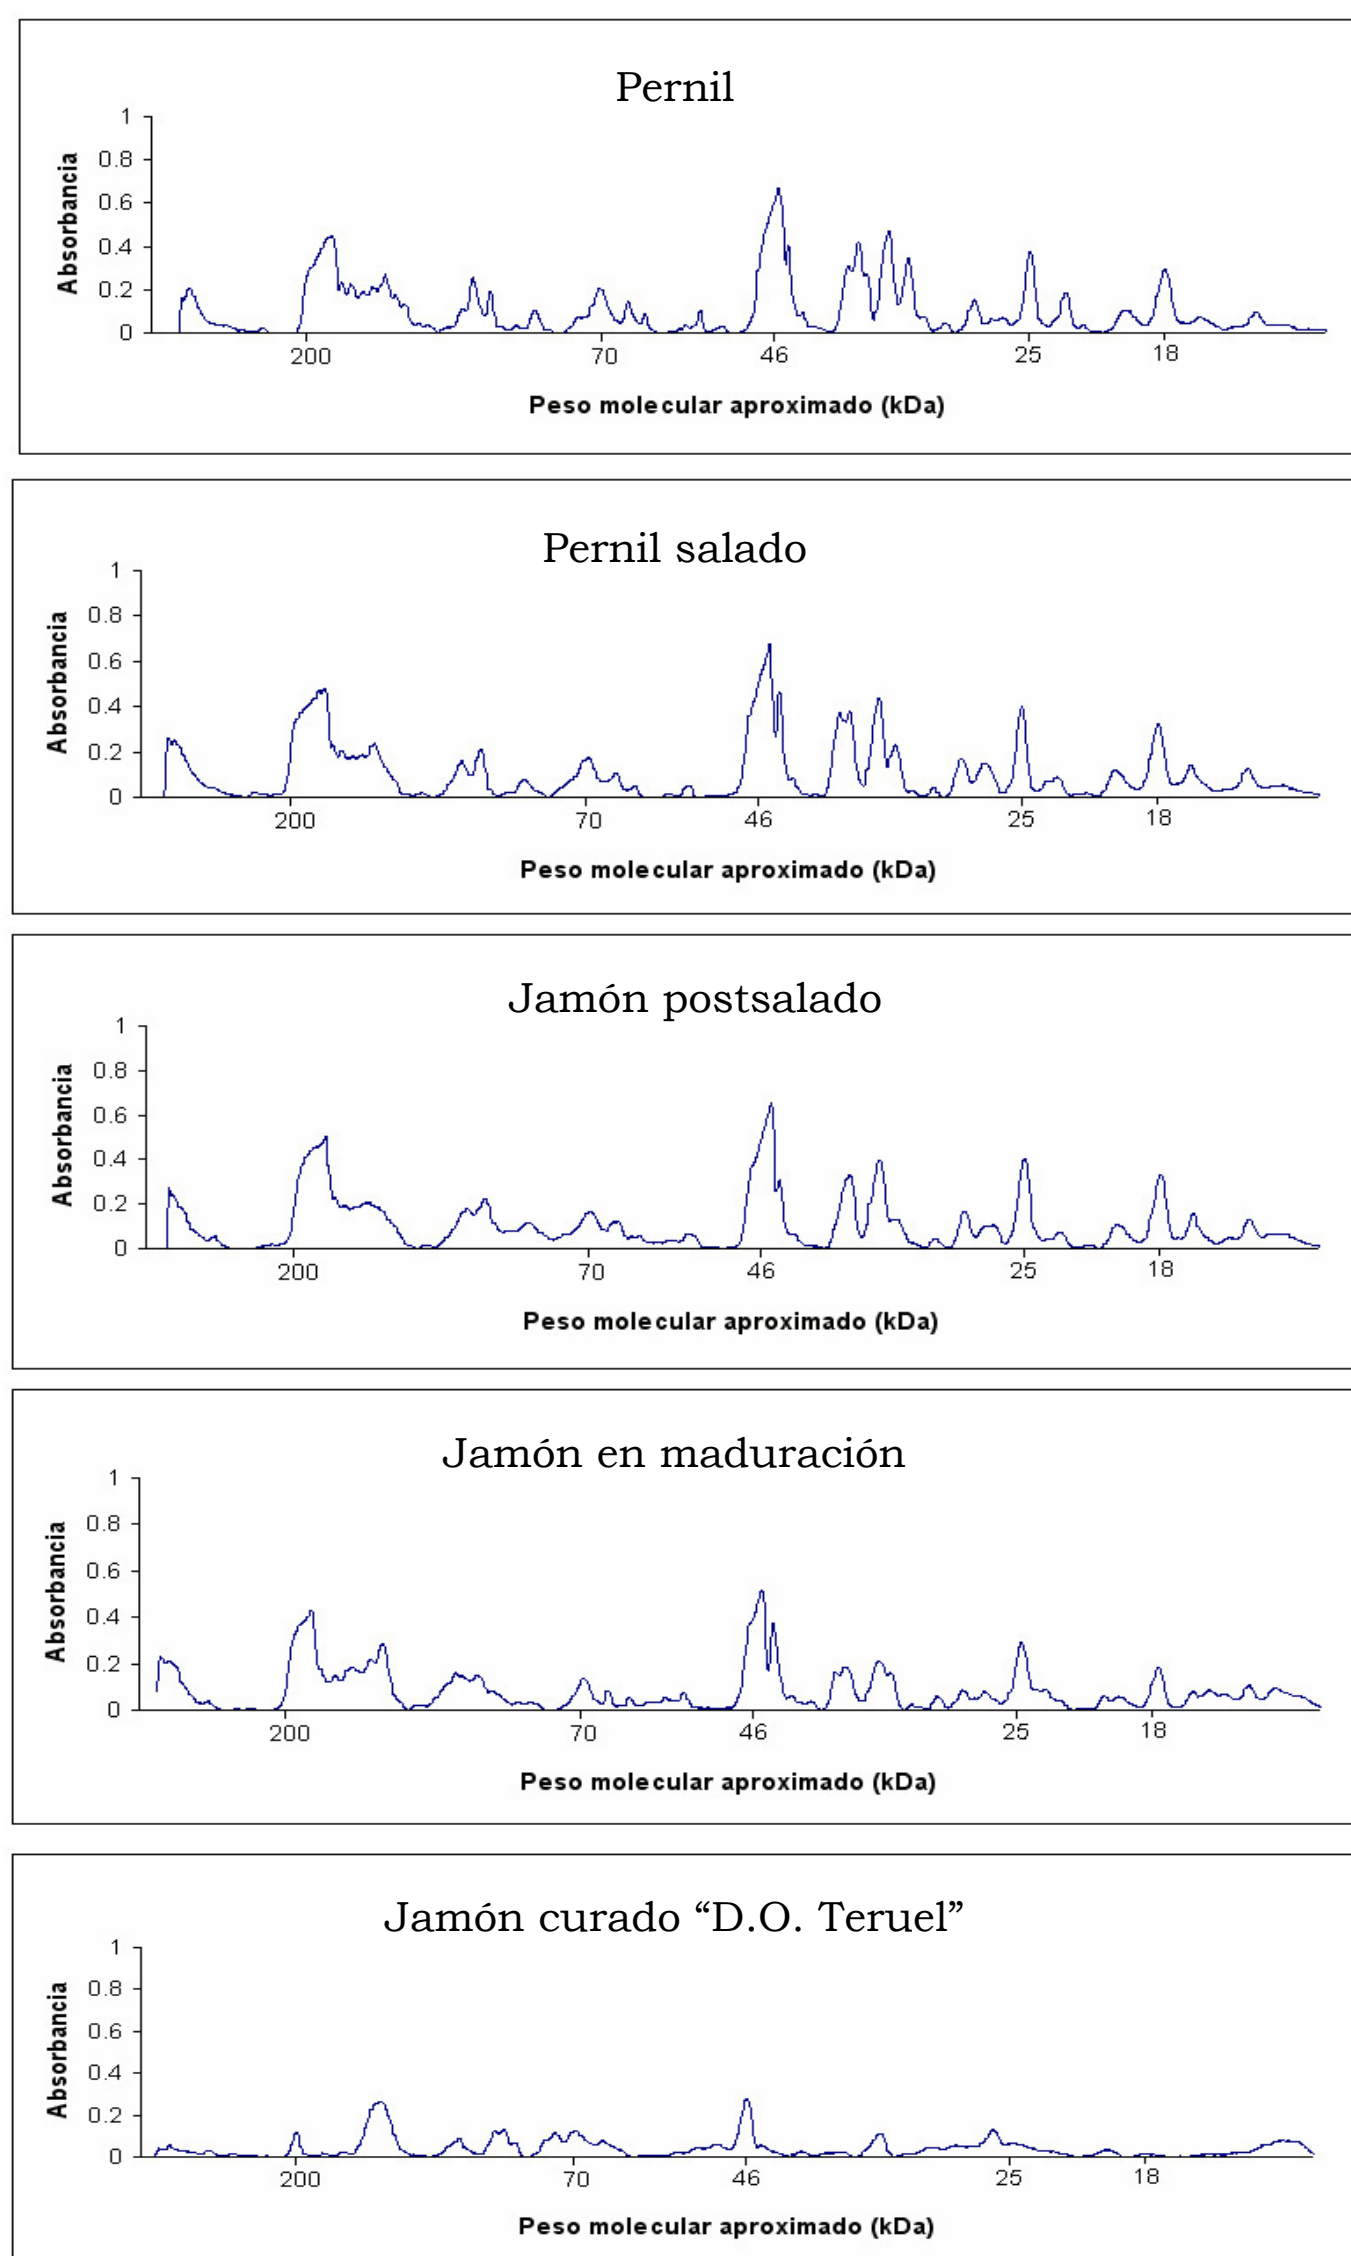 Pernil
Absorbancia
1
0.8
0.6
0.4
0.2
0
200 70 46 25 18
Peso molecular aproximado (kDa)
Pernil salado
Absorbancia
1
0.8
0.6
0.4
0.2
0
200 70 46 25 18
Peso molecular aproximado (kDa)
Jamón postsalado
Absorbancia
1
0.8
0.6
0.4
0.2
0
200 70 46 25 18
Peso molecular aproximado (kDa)
Jamón en maduración
Absorbancia
1
0.8
0.6
0.4
0.2
0
200 70 46 25 18
Peso molecular aproximado (kDa)
Jamón curado “D.O. Teruel”
Absorbancia
1
0.8
0.6
0.4
0.2
0
200 70 46 25 18
Peso molecular aproximado (kDa)